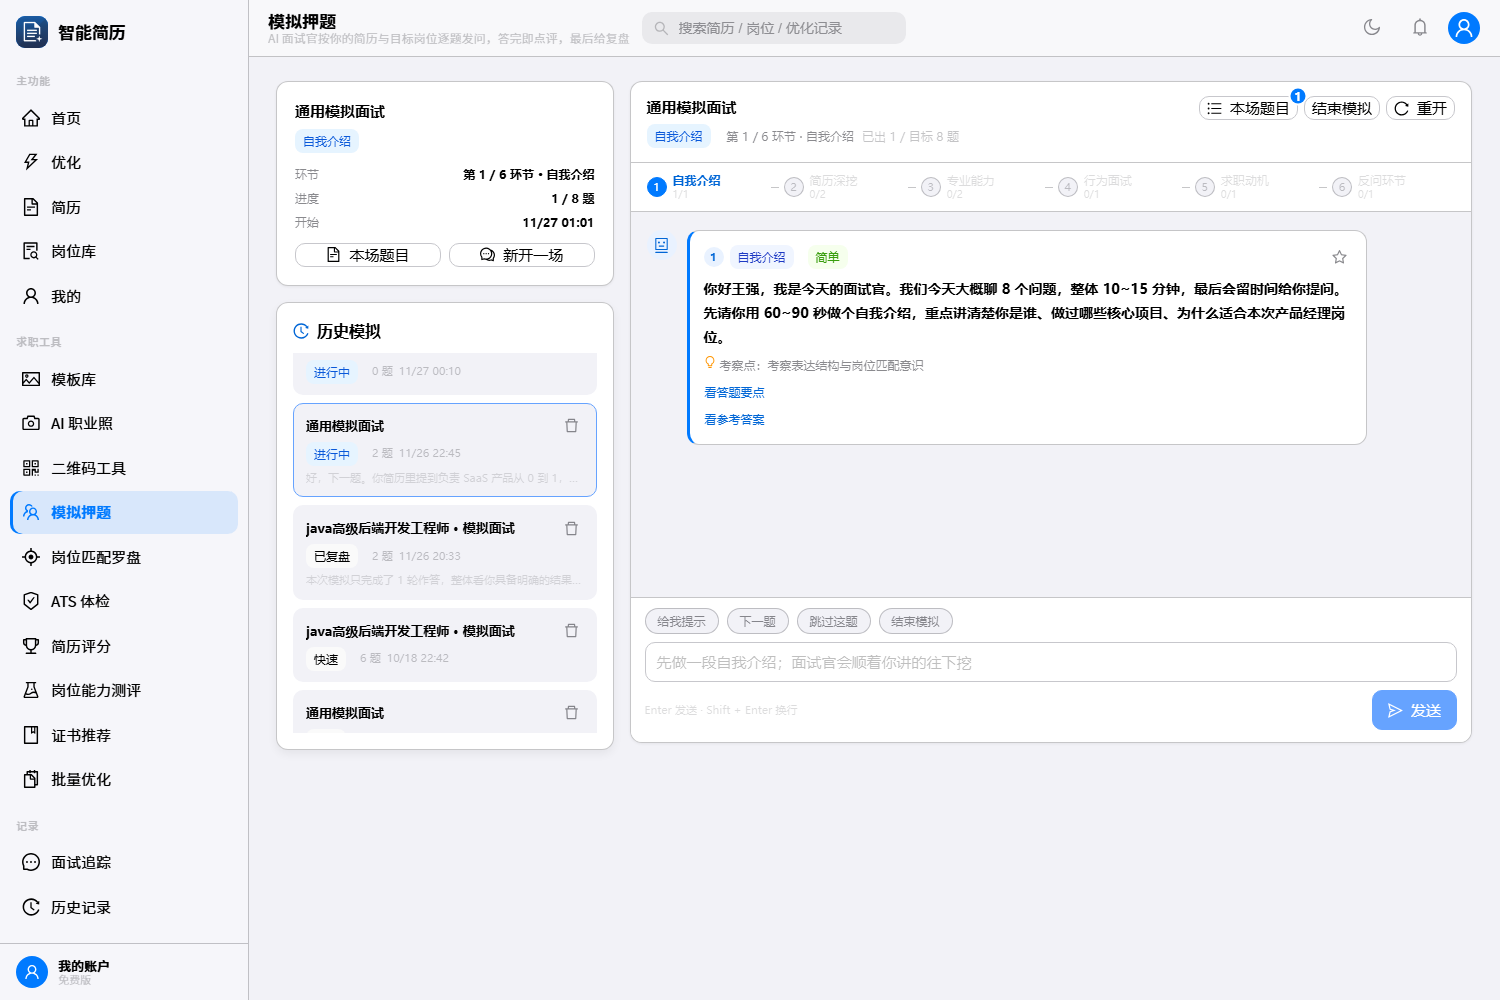 智能简历
主功能
首页
优化
简历
岗位库
我的
求职工具
模板库
AI 职业照
二维码工具
模拟押题
岗位匹配罗盘
ATS 体检
简历评分
岗位能力测评
证书推荐
批量优化
记录
面试追踪
历史记录
我的账户
免费版
模拟押题
AI 面试官按你的简历与目标岗位逐题发问，答完即点评，最后给复盘
搜索简历 / 岗位 / 优化记录
通用模拟面试
自我介绍
环节 第 1 / 6 环节 · 自我介绍
进度 1 / 8 题
开始 11/27 01:01
本场题目 新开一场
历史模拟
进行中 0 题 11/27 00:10
通用模拟面试
进行中 2 题 11/26 22:45
好，下一题。你简历里提到负责 SaaS 产品从 0 到 1，...
java高级后端开发工程师 • 模拟面试
已复盘 2 题 11/26 20:33
本次模拟只完成了 1 轮作答，整体看你具备明确的结果...
java高级后端开发工程师 • 模拟面试
快速 6 题 10/18 22:42
通用模拟面试
通用模拟面试
本场题目 1 结束模拟 重开
自我介绍 第 1 / 6 环节 · 自我介绍 已出 1 / 目标 8 题
1 自我介绍 1/1
2 简历深挖 0/2
3 专业能力 0/2
4 行为面试 0/1
5 求职动机 0/1
6 反问环节 0/1
1 自我介绍 简单
你好王强，我是今天的面试官。我们今天大概聊 8 个问题，整体 10~15 分钟，最后会留时间给你提问。
先请你用 60~90 秒做个自我介绍，重点讲清楚你是谁、做过哪些核心项目、为什么适合本次产品经理岗
位。
考察点：考察表达结构与岗位匹配意识
看答题要点
看参考答案
给我提示 下一题 跳过这题 结束模拟
先做一段自我介绍；面试官会顺着你讲的往下挖
Enter 发送 · Shift + Enter 换行
发送